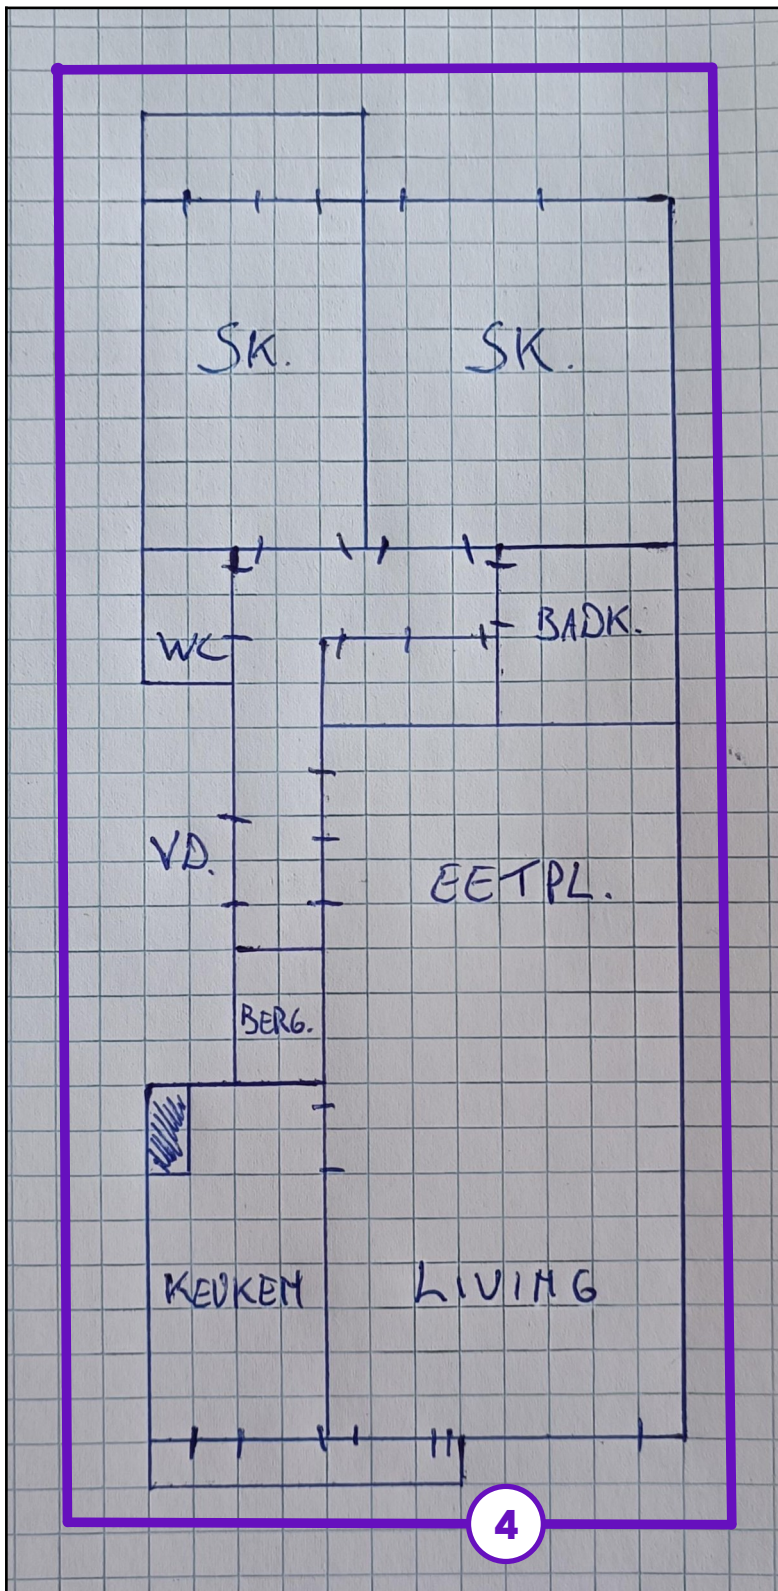 SK.
SK.
WC
BADK.
VD.
EETPL.
BERG.
KEUKEN
LIVING
4